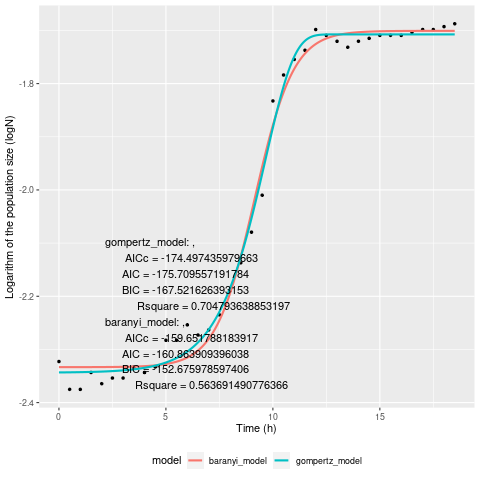 -1.8
-2.0
-2.2
-2.4
Logarithm of the population size (logN)
gompertz_model: ,
AICc = -174.497435979663
AIC = -175.709557191784
BIC = -167.521626393153
Rsquare = 0.704793638853197
baranyi_model: ,
AICc = -159.651788183917
AIC = -160.863909396038
BIC = -152.675978597406
Rsquare = 0.563691490776366
0 5 10 15
Time (h)
model baranyi_model gompertz_model